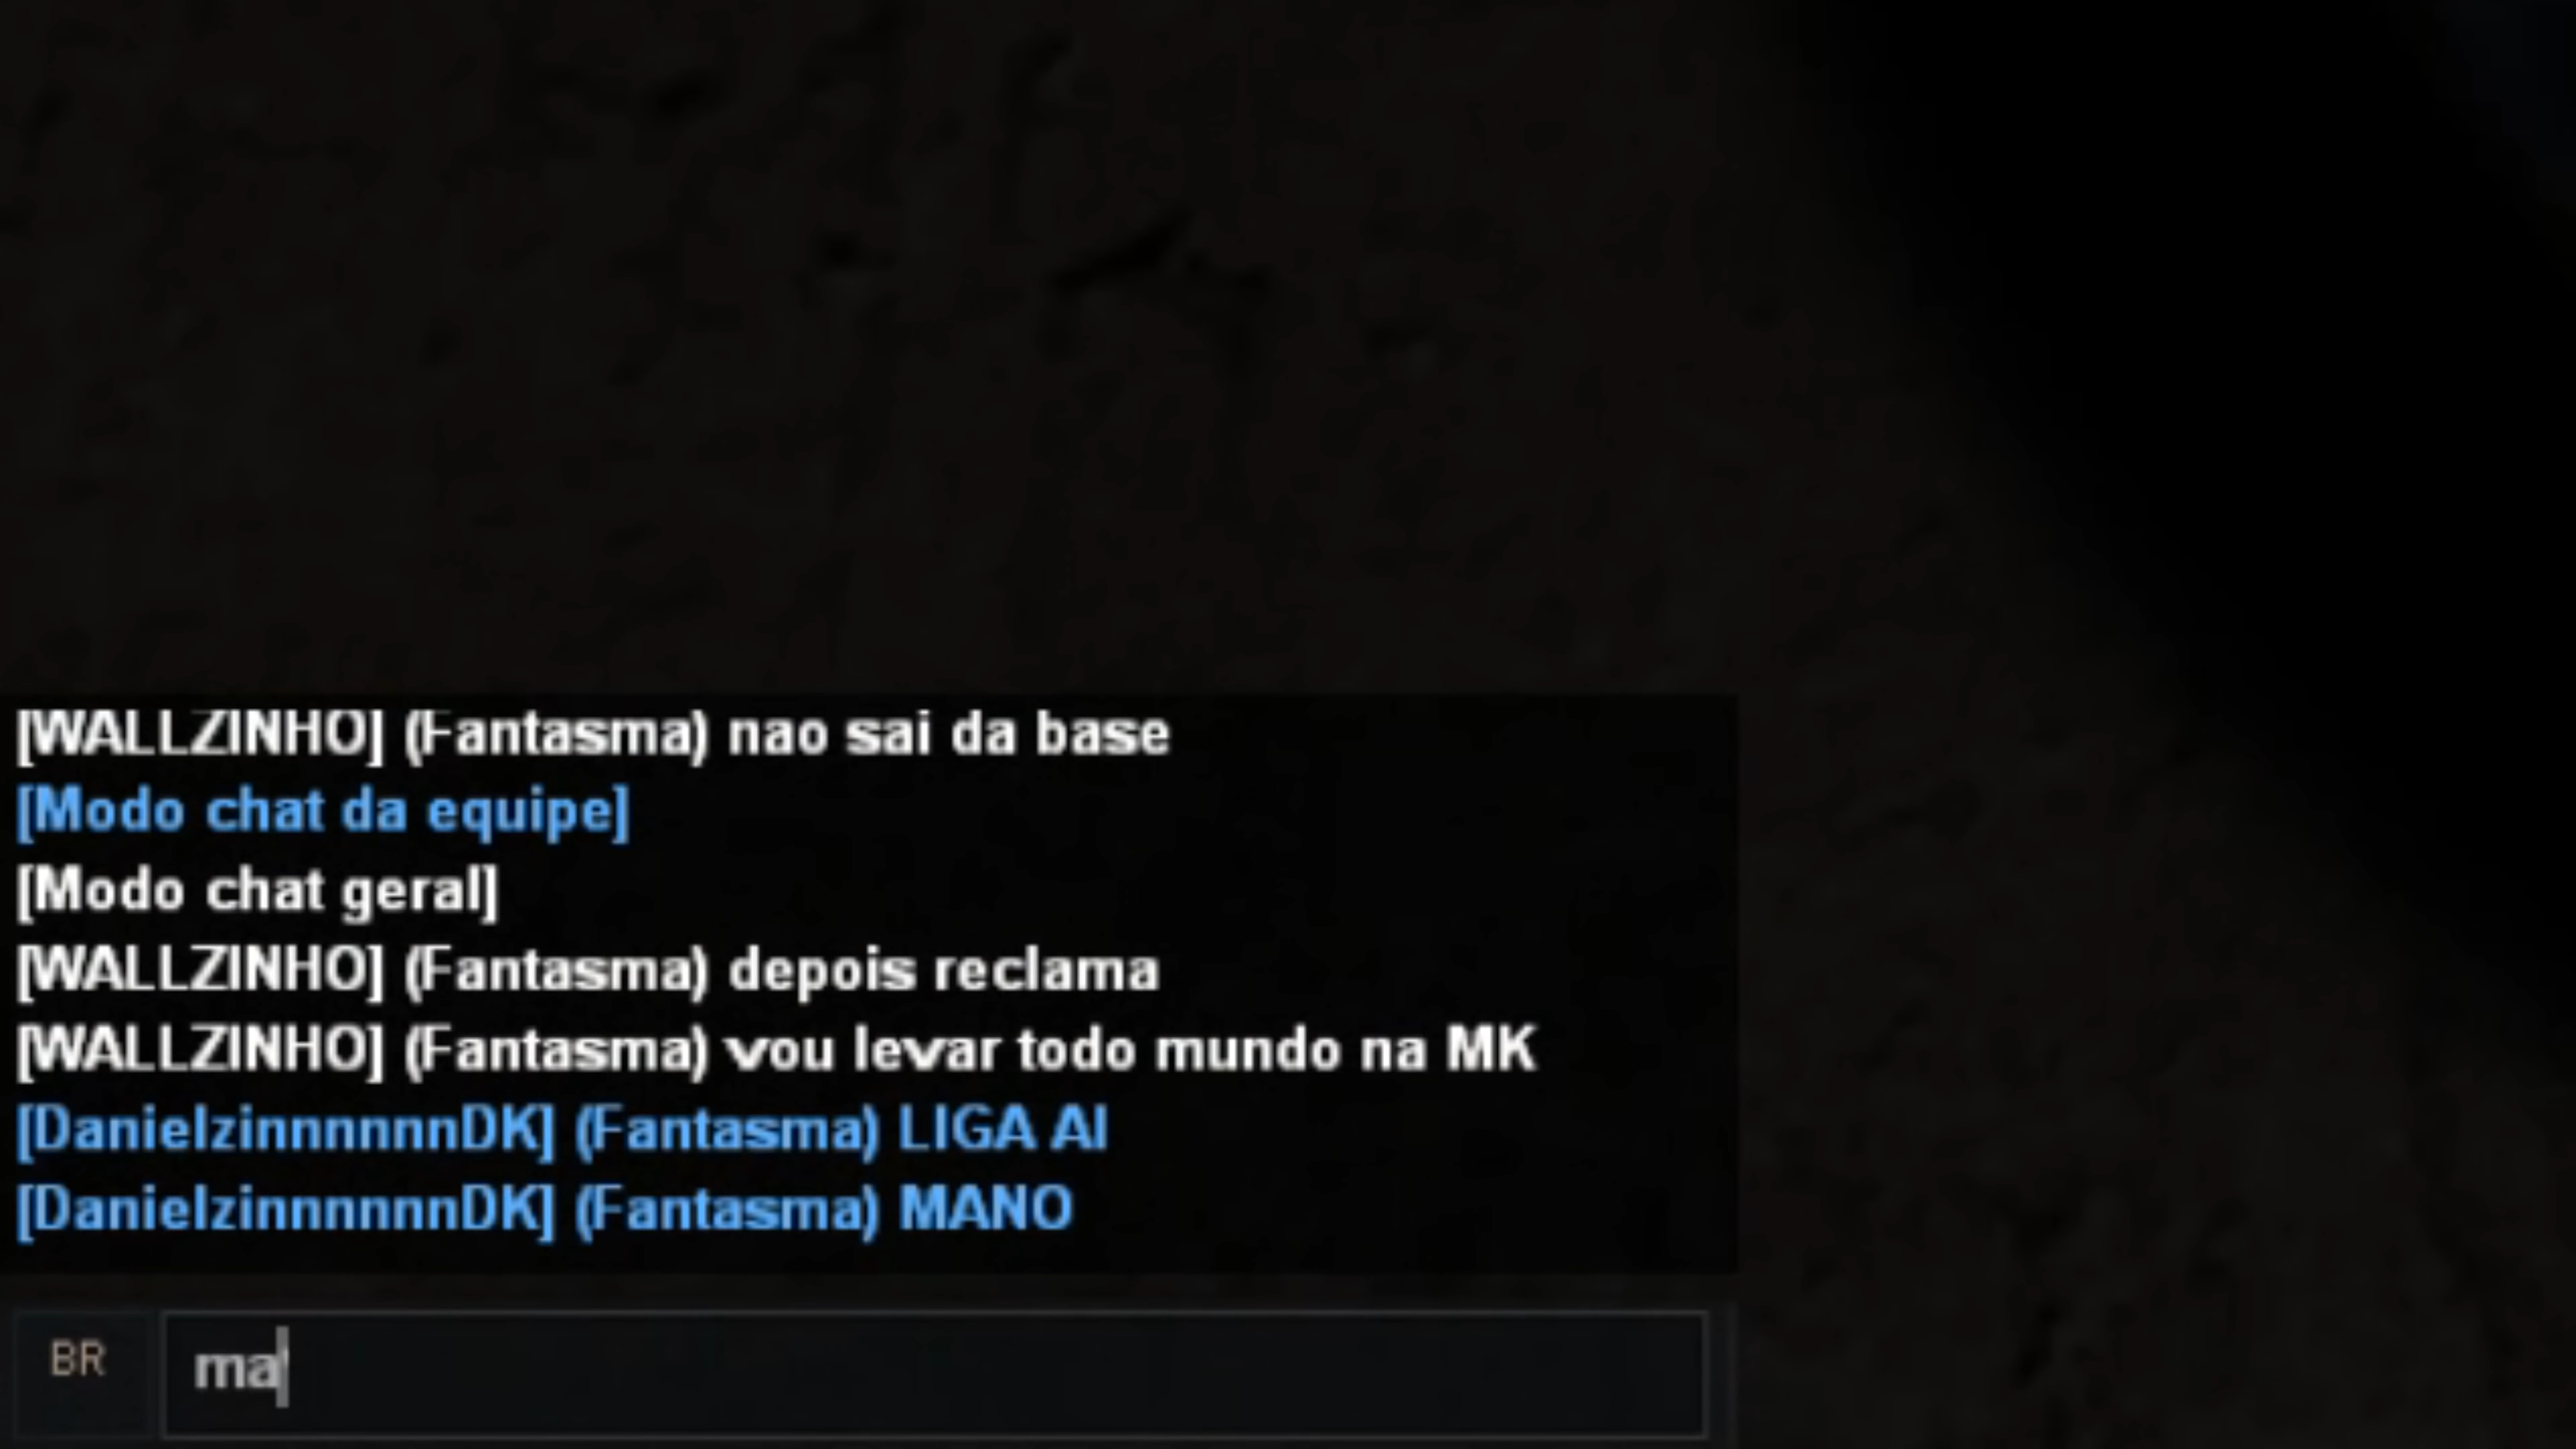 [WALLZINHO] (Fantasma) nao sai da base
[Modo chat da equipe]
[Modo chat geral]
[WALLZINHO] (Fantasma) depois reclama
[WALLZINHO] (Fantasma) vou levar todo mundo na MK
[DanielzinnnnnnDK] (Fantasma) LIGA AI
[DanielzinnnnnnDK] (Fantasma) MANO
BR
ma